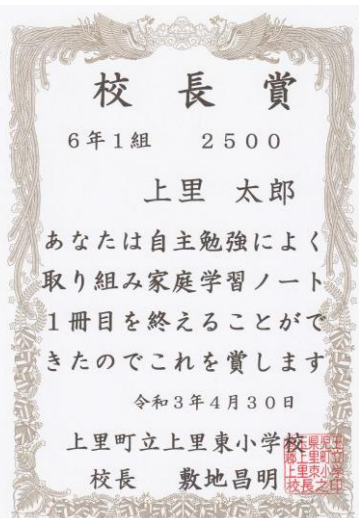 校長賞
6年1組　2500
上里 太郎
あなたは自主勉強によく
取り組み家庭学習ノート
1冊目を終えることがで
きたのでこれを賞します
令和3年4月30日
上里町立上里東小学校
校長　敷地昌明